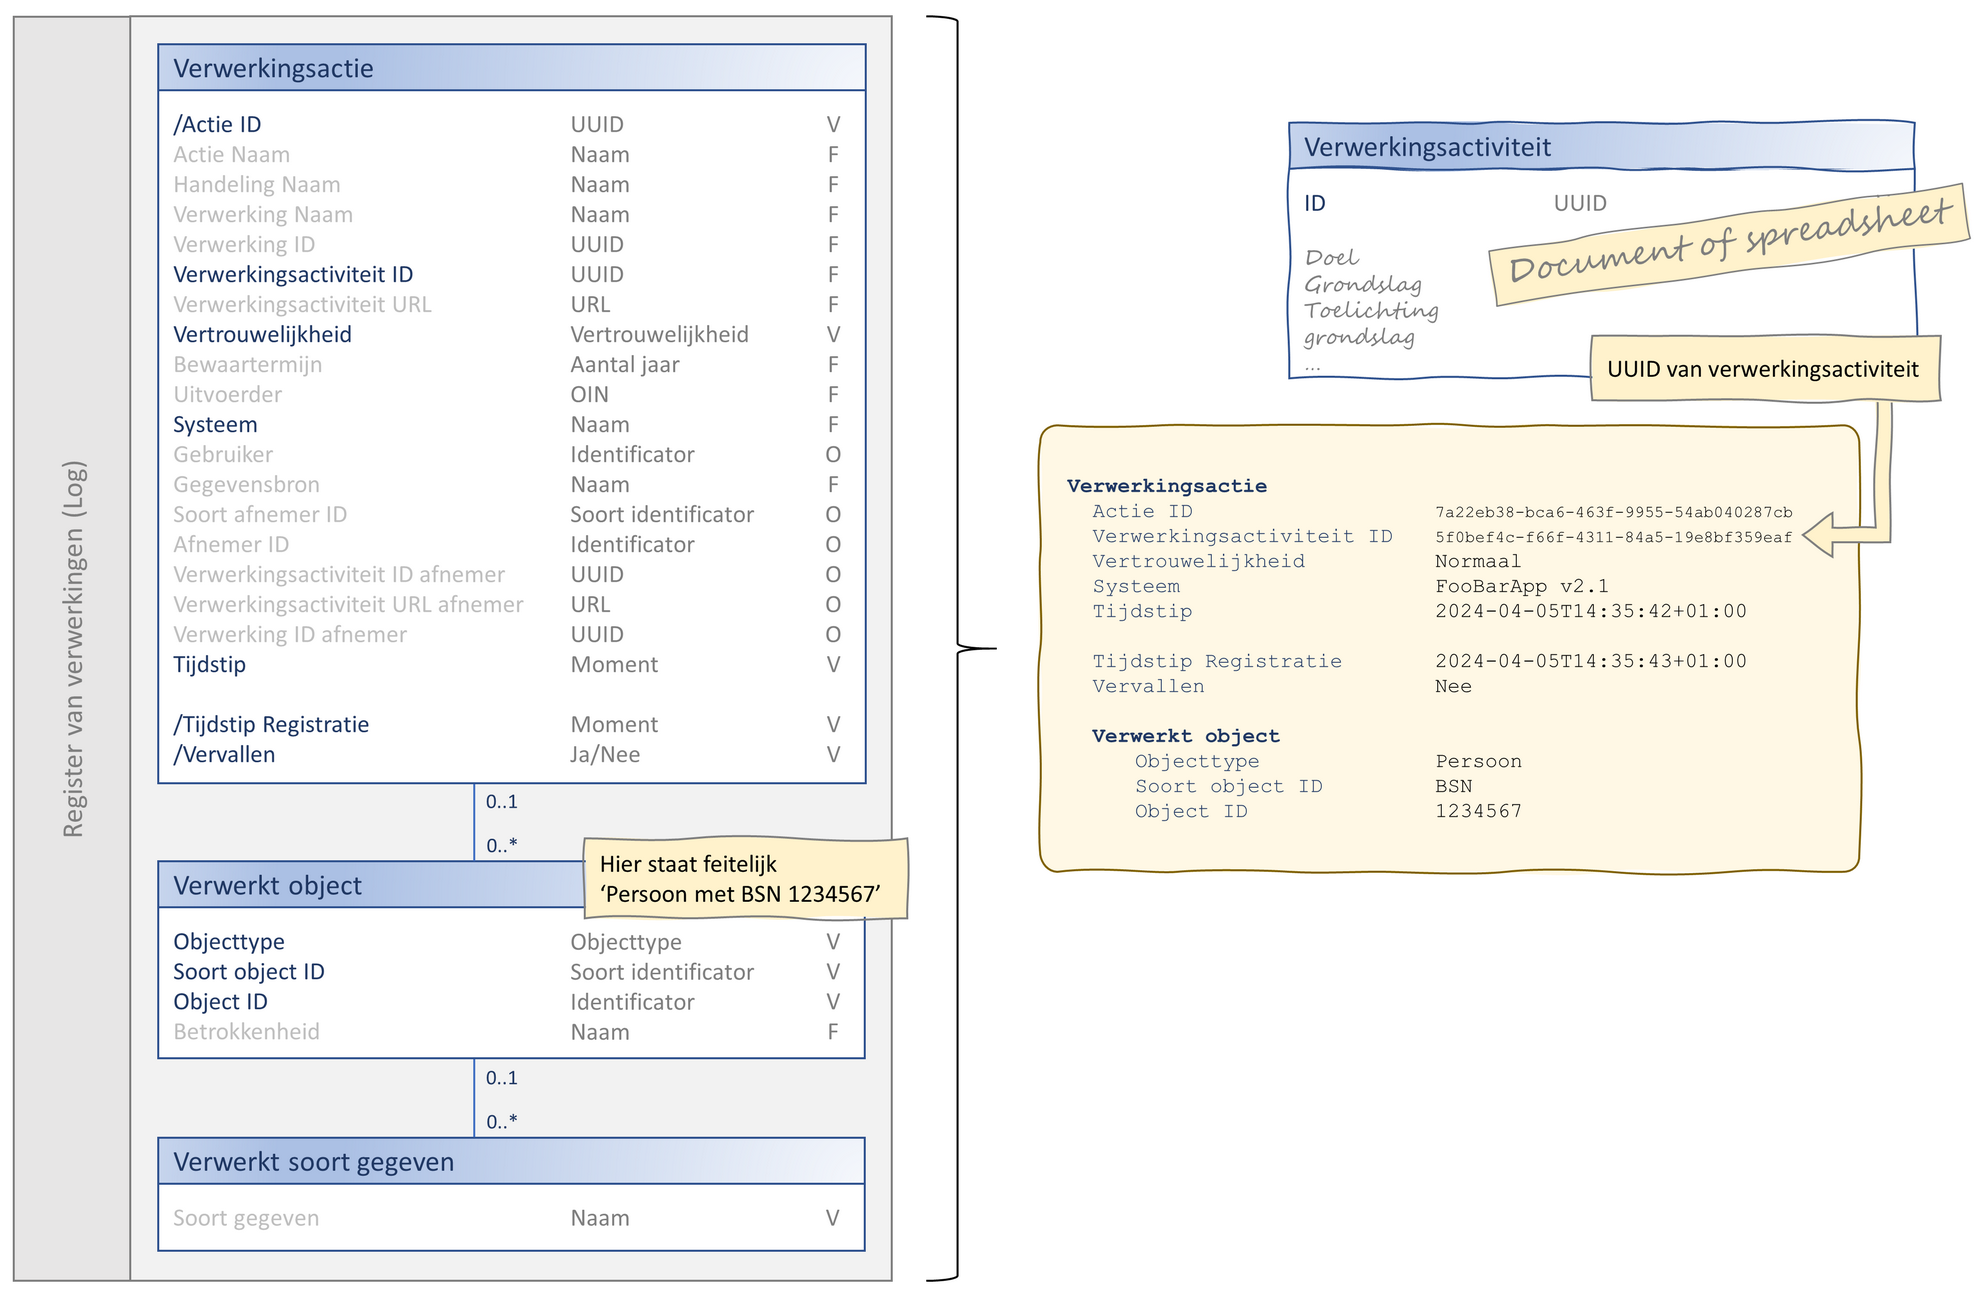 Register van verwerkingen (Log)
Verwerkingsactie
/Actie ID UUID V
Actie Naam Naam F
Handeling Naam Naam F
Verwerking Naam Naam F
Verwerking ID UUID F
Verwerkingsactiviteit ID UUID F
Verwerkingsactiviteit URL URL F
Vertrouwelijkheid Vertrouwelijkheid V
Bewaartermijn Aantal jaar F
Uitvoerder OIN F
Systeem Naam F
Gebruiker Identificator O
Gegevensbron Naam F
Soort afnemer ID Soort identificator O
Afnemer ID Identificator O
Verwerkingsactiviteit ID afnemer UUID O
Verwerkingsactiviteit URL afnemer URL O
Verwerking ID afnemer UUID O
Tijdstip Moment V
/Tijdstip Registratie Moment V
/Vervallen Ja/Nee V
0..1
0..*
Verwerkt object
Hier staat feitelijk
‘Persoon met BSN 1234567’
Objecttype Objecttype V
Soort object ID Soort identificator V
Object ID Identificator V
Betrokkenheid Naam F
0..1
0..*
Verwerkt soort gegeven
Soort gegeven Naam V
Verwerkingsactiviteit
ID UUID
Document of spreadsheet
Doel
Grondslag
Toelichting
grondslag
...
UUID van verwerkingsactiviteit
Verwerkingsactie
Actie ID 7a22eb38-bca6-463f-9955-54ab040287cb
Verwerkingsactiviteit ID 5f0bef4c-f66f-4311-84a5-19e8bf359eaf
Vertrouwelijkheid Normaal
Systeem FooBarApp v2.1
Tijdstip 2024-04-05T14:35:42+01:00
Tijdstip Registratie 2024-04-05T14:35:43+01:00
Vervallen Nee
Verwerkt object
Objecttype Persoon
Soort object ID BSN
Object ID 1234567